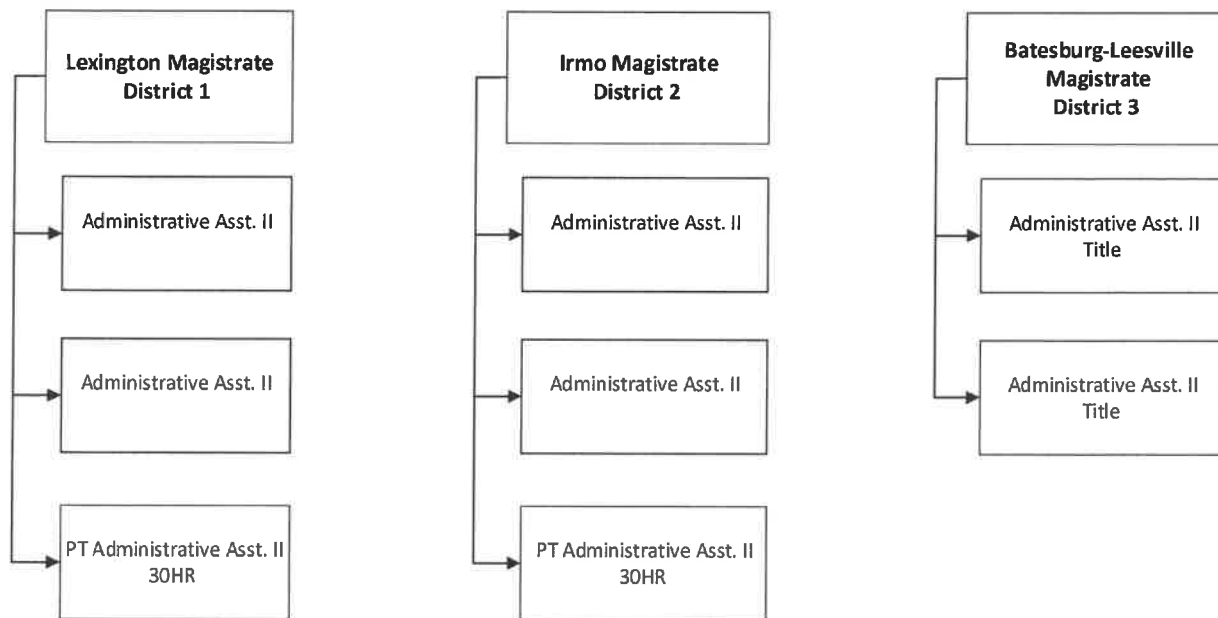 Lexington Magistrate
District 1
Administrative Asst. II
Administrative Asst. II
PT Administrative Asst. II
30HR
Irmo Magistrate
District 2
Administrative Asst. II
Administrative Asst. II
PT Administrative Asst. II
30HR
Batesburg-Leesville
Magistrate
District 3
Administrative Asst. II
Title
Administrative Asst. II
Title